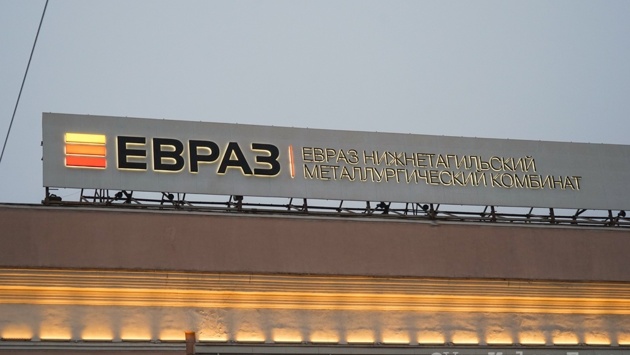 ЕВРАЗ
ЕВРАЗ НИЖНЕТАГИЛЬСКИЙ
МЕТАЛЛУРГИЧЕСКИЙ КОМБИНАТ